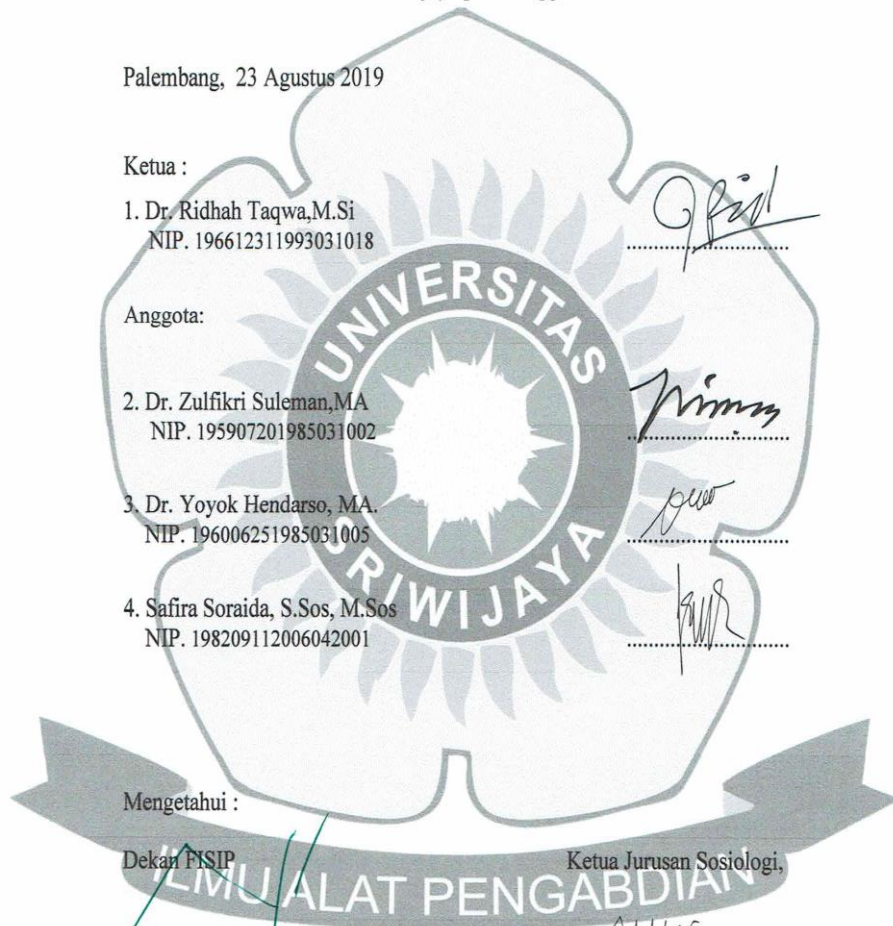 Palembang, 23 Agustus 2019
Ketua :
1. Dr. Ridhah Taqwa,M.Si
NIP. 196612311993031018
Anggota:
2. Dr. Zulfikri Suleman,MA
NIP. 195907201985031002
3. Dr. Yoyok Hendarso, MA.
NIP. 196006251985031005
4. Safira Soraida, S.Sos, M.Sos
NIP. 198209112006042001
UNIVERSITAS
SRIWIJAYA
Mengetahui :
Dekan FISIP
Ketua Jurusan Sosiologi,
ILMU ALAT PENGABDIAN